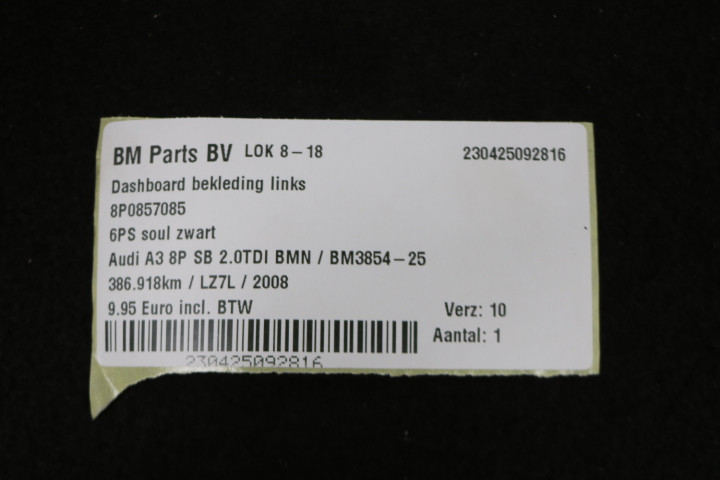 BM Parts BV LOK 8-18 230425092816
Dashboard bekleding links
8P0857085
6PS soul zwart
Audi A3 8P SB 2.0TDI BMN / BM3854-25
386.918km / LZ7L / 2008
9.95 Euro incl. BTW Verz: 10
Aantal: 1
230425092816